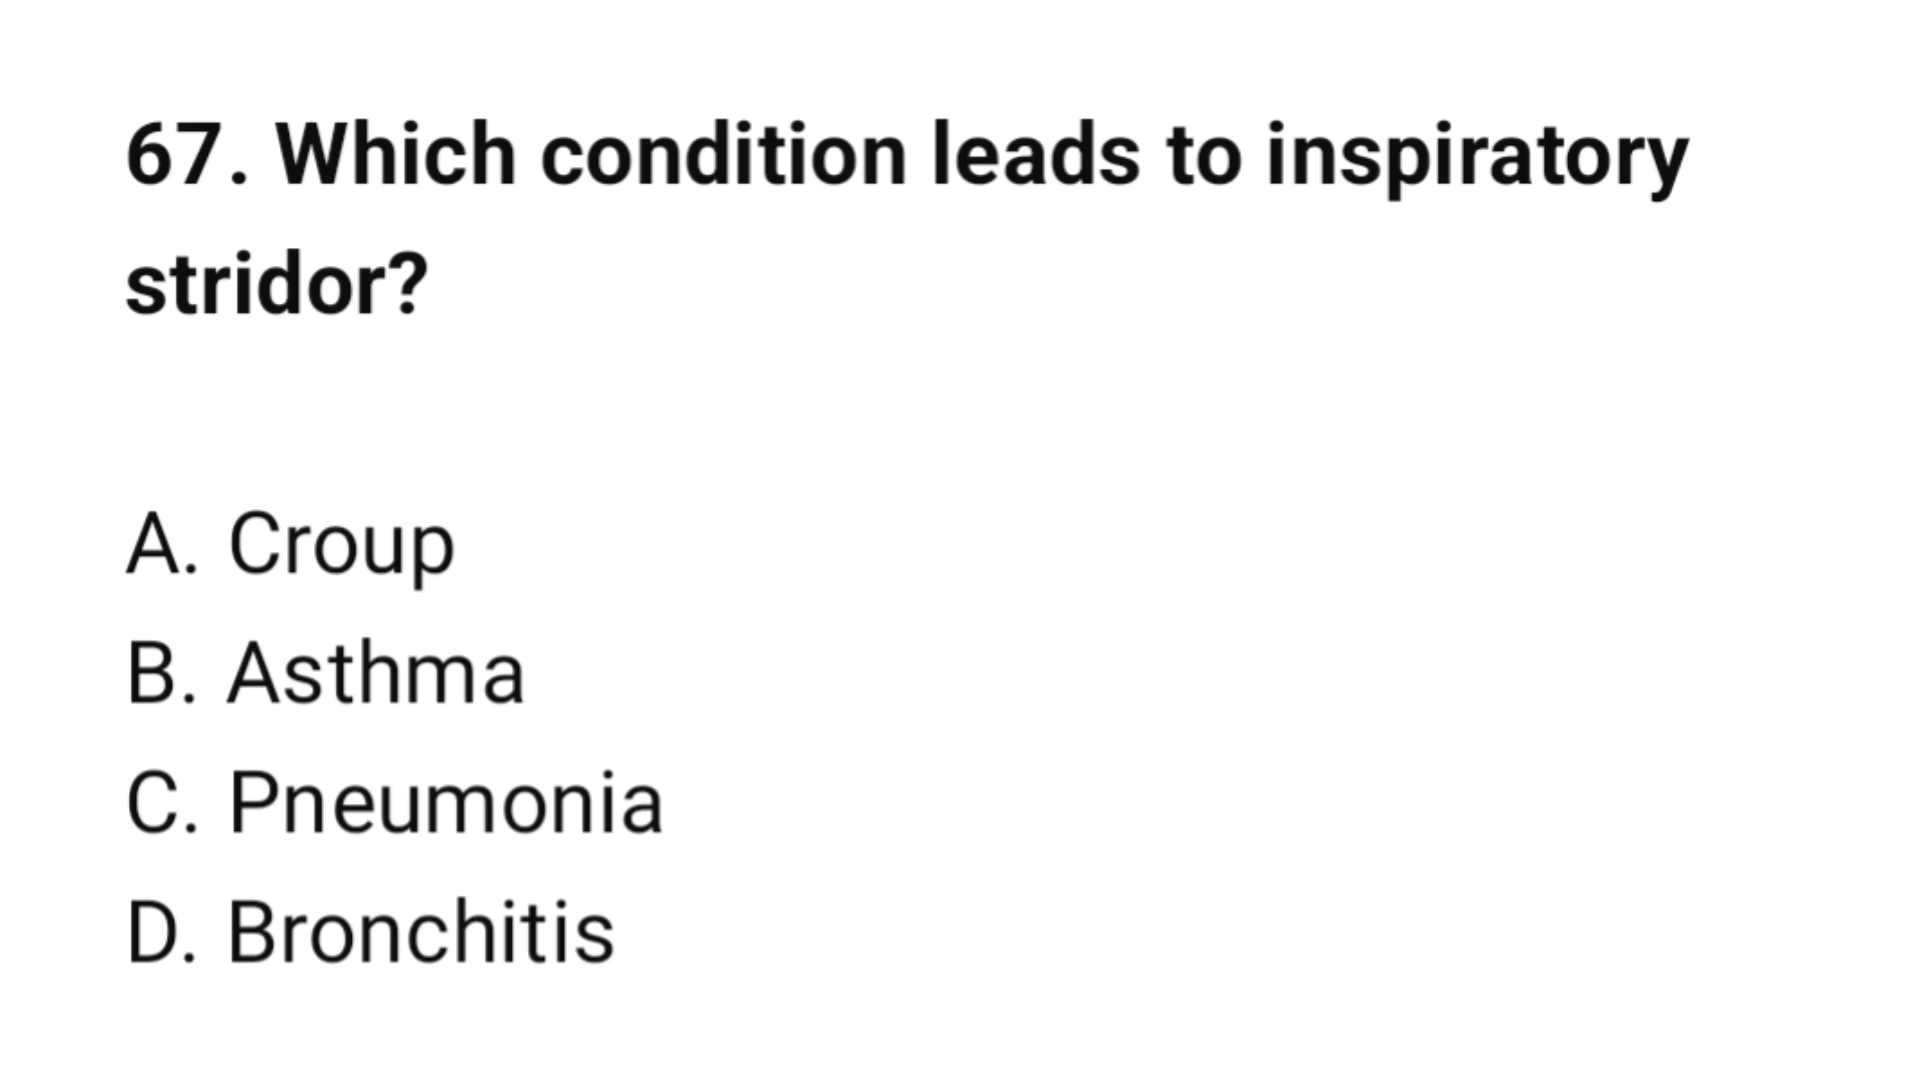 67. Which condition leads to inspiratory
stridor?
A. Croup
B. Asthma
C. Pneumonia
D. Bronchitis